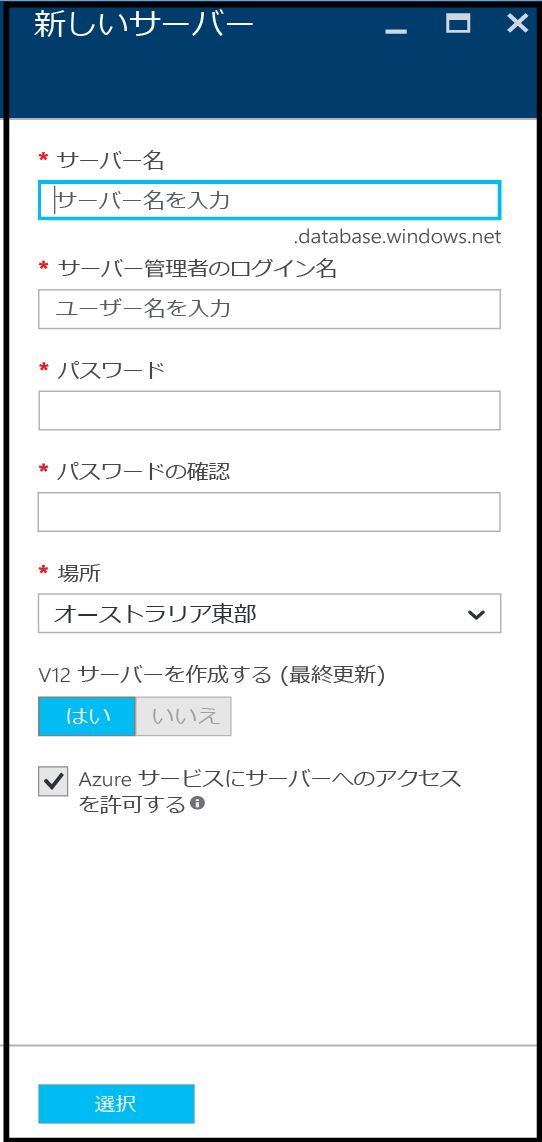 新しいサーバー
* サーバー名
サーバー名を入力
.database.windows.net
* サーバー管理者のログイン名
ユーザー名を入力
* パスワード
* パスワードの確認
* 場所
オーストラリア東部
V12 サーバーを作成する (最終更新)
はい いいえ
Azure サービスにサーバーへのアクセス
を許可する
選択